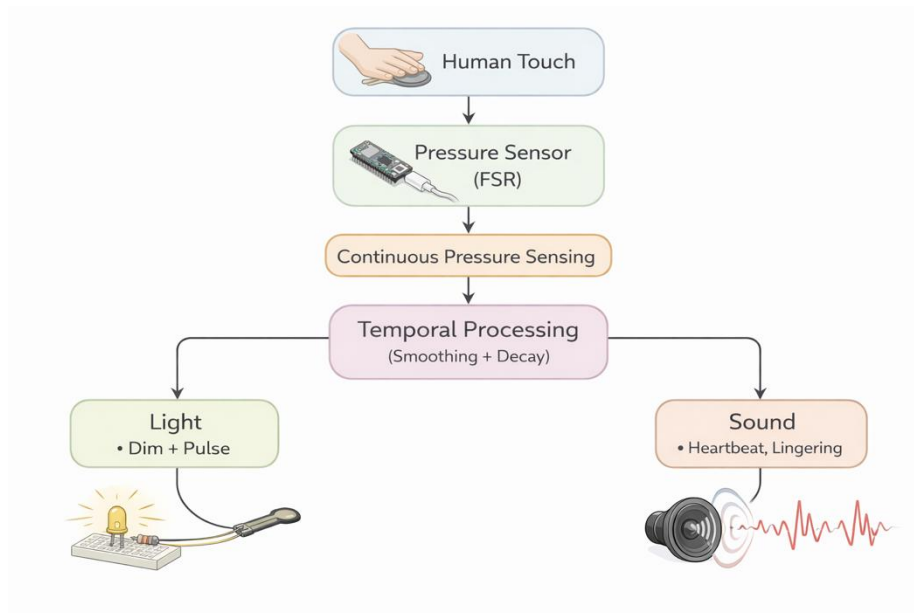 Human Touch
Pressure Sensor
(FSR)
Continuous Pressure Sensing
Temporal Processing
(Smoothing + Decay)
Light
• Dim + Pulse
Sound
• Heartbeat, Lingering